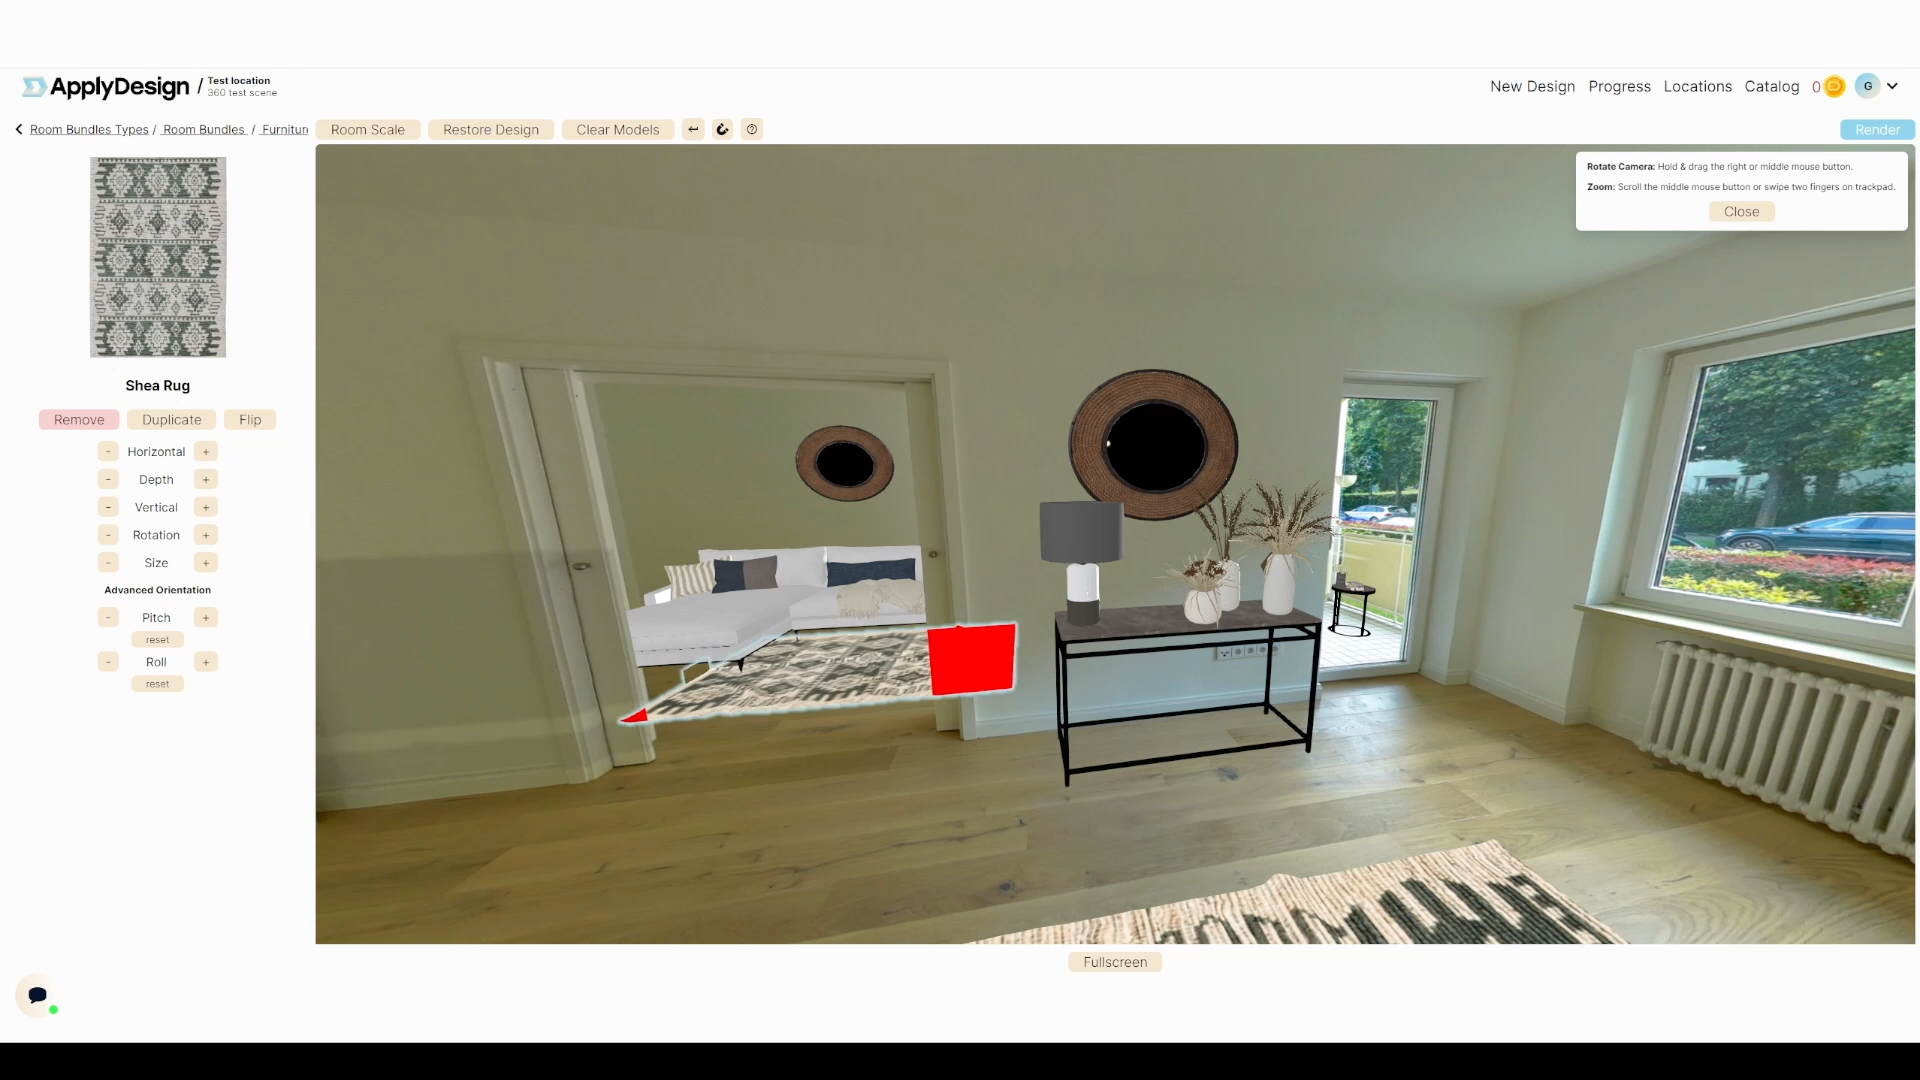 ApplyDesign / Test location
360 test scene
New Design Progress Locations Catalog 0 G
Room Bundles Types / Room Bundles / Furnitur
Room Scale Restore Design Clear Models
Render
Rotate Camera: Hold & drag the right or middle mouse button.
Zoom: Scroll the middle mouse button or swipe two fingers on trackpad.
Close
Shea Rug
Remove Duplicate Flip
- Horizontal +
- Depth +
- Vertical +
- Rotation +
- Size +
Advanced Orientation
- Pitch +
reset
- Roll +
reset
Fullscreen